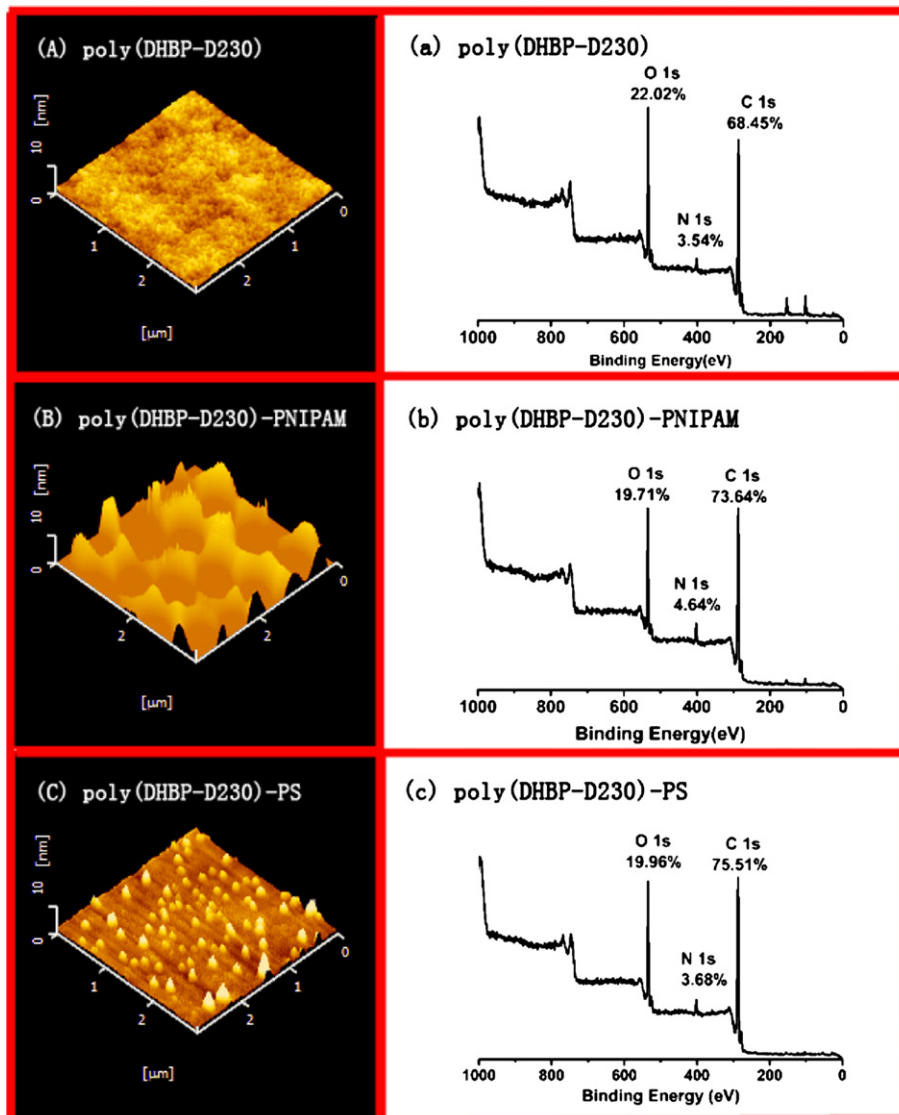 (A) poly(DHBP-D230)
[nm]
10
0
1
2
2
1
0
[μm]
(a) poly(DHBP-D230)
O 1s
22.02%
C 1s
68.45%
N 1s
3.54%
1000 800 600 400 200 0
Binding Energy(eV)
(B) poly(DHBP-D230)-PNIPAM
[nm]
10
0
2
2
0
[μm]
(b) poly(DHBP-D230)-PNIPAM
O 1s
19.71%
C 1s
73.64%
N 1s
4.64%
1000 800 600 400 200 0
Binding Energy(eV)
(C) poly(DHBP-D230)-PS
[nm]
10
0
1
2
2
1
0
[μm]
(c) poly(DHBP-D230)-PS
O 1s
19.96%
C 1s
75.51%
N 1s
3.68%
1000 800 600 400 200 0
Binding Energy(eV)